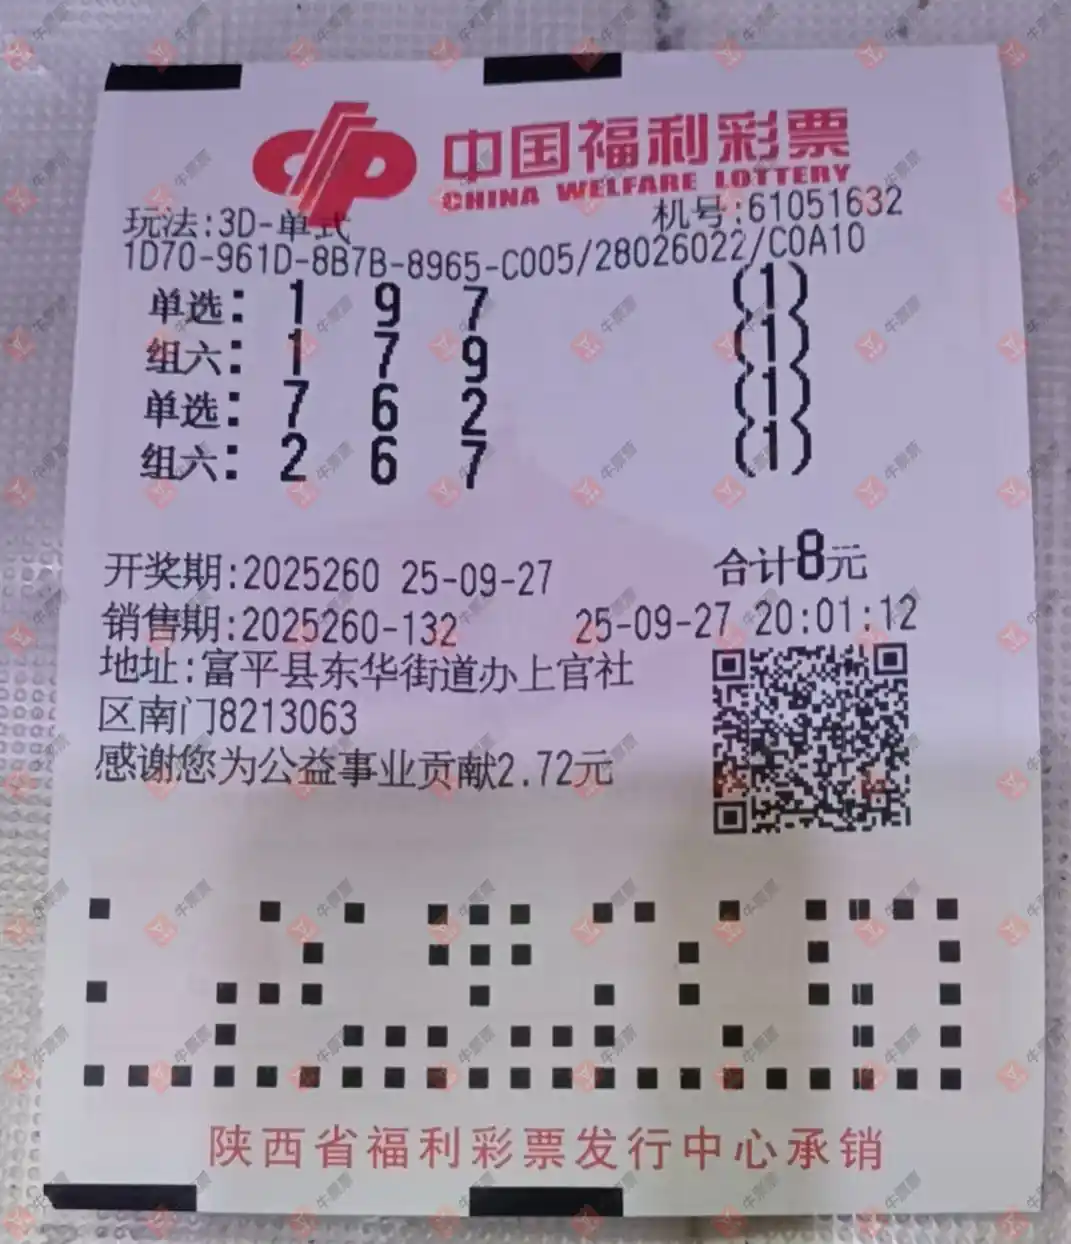 中国福利彩票
CHINA WELFARE LOTTERY
玩法:3D-单式 机号:61051632
1D70-961D-8B7B-8965-C005/28026022/C0A10
单选: 1 9 7 (1)
组六: 1 7 9 (1)
单选: 7 6 2 (1)
组六: 2 6 7 (1)
合计8元
开奖期:2025260 25-09-27
销售期:2025260-132 25-09-27 20:01:12
地址:富平县东华街道办上官社
区南门8213063
感谢您为公益事业贡献2.72元
陕西省福利彩票发行中心承销
牛票票